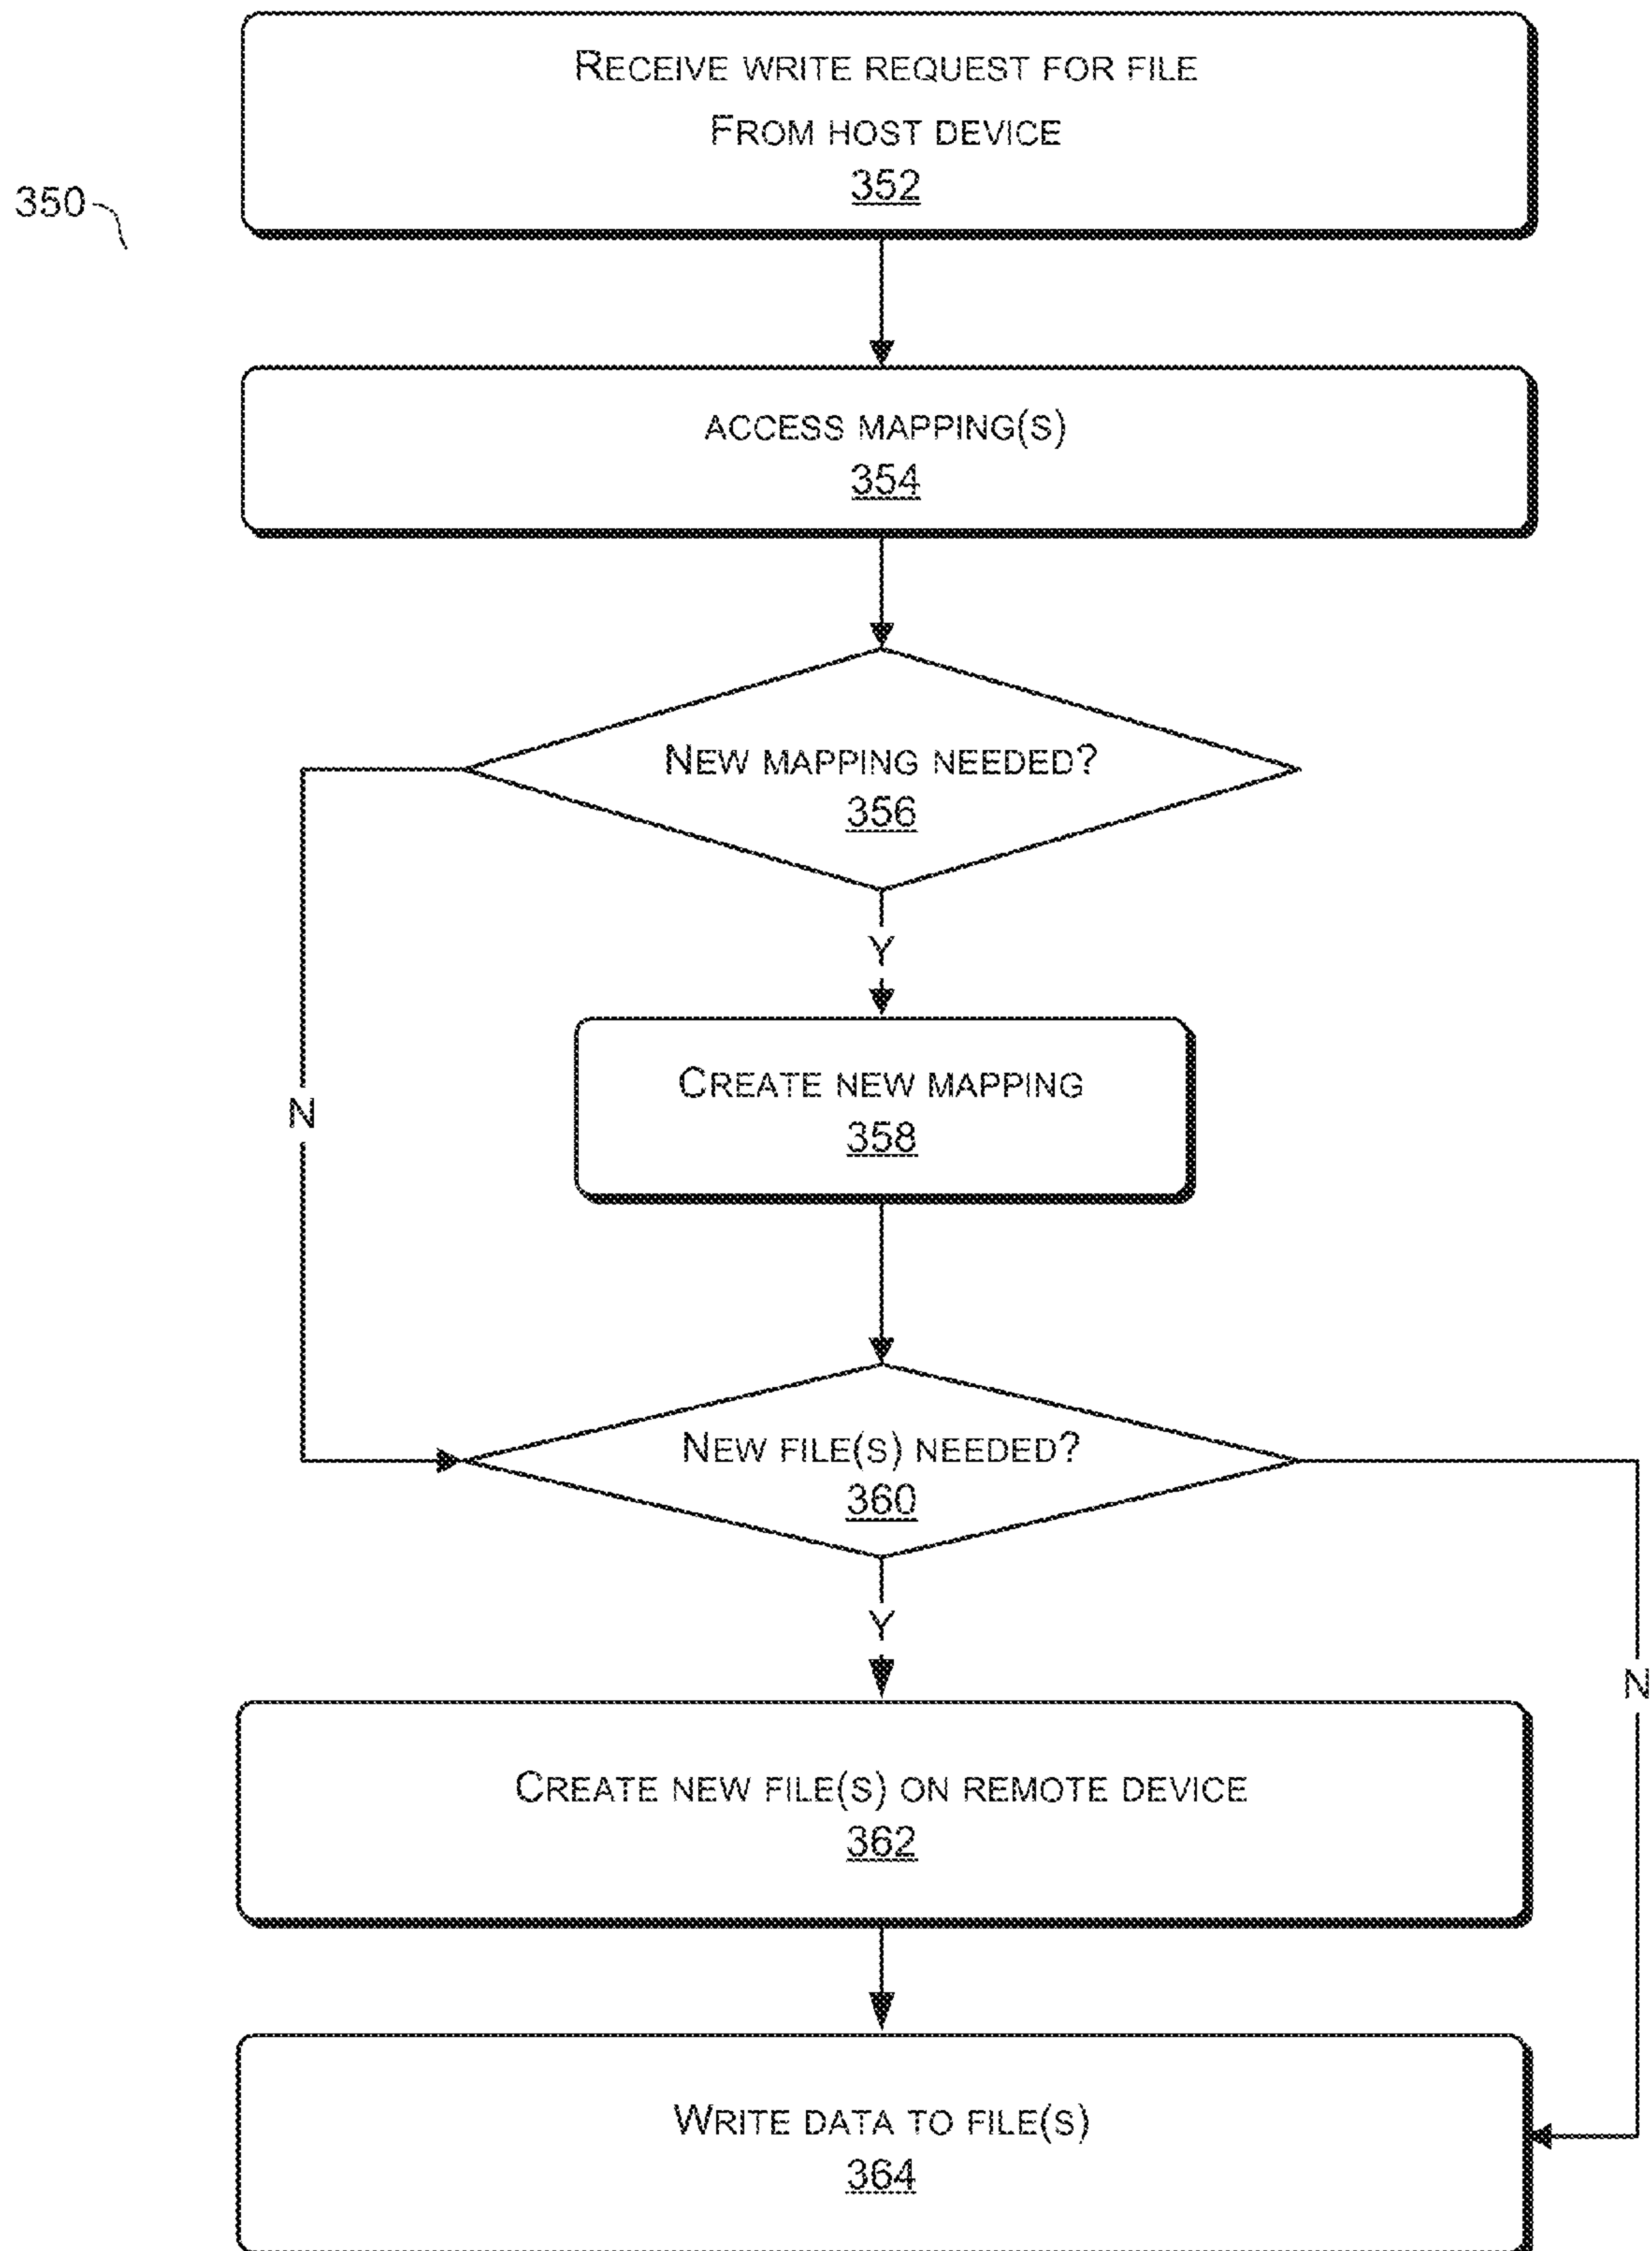 RECEIVE WRITE REQUEST FOR FILE
FROM HOST DEVICE
352
350
ACCESS MAPPING(S)
354
NEW MAPPING NEEDED?
356
Y
CREATE NEW MAPPING
358
N
NEW FILE(S) NEEDED?
360
Y
N
CREATE NEW FILE(S) ON REMOTE DEVICE
362
WRITE DATA TO FILE(S)
364